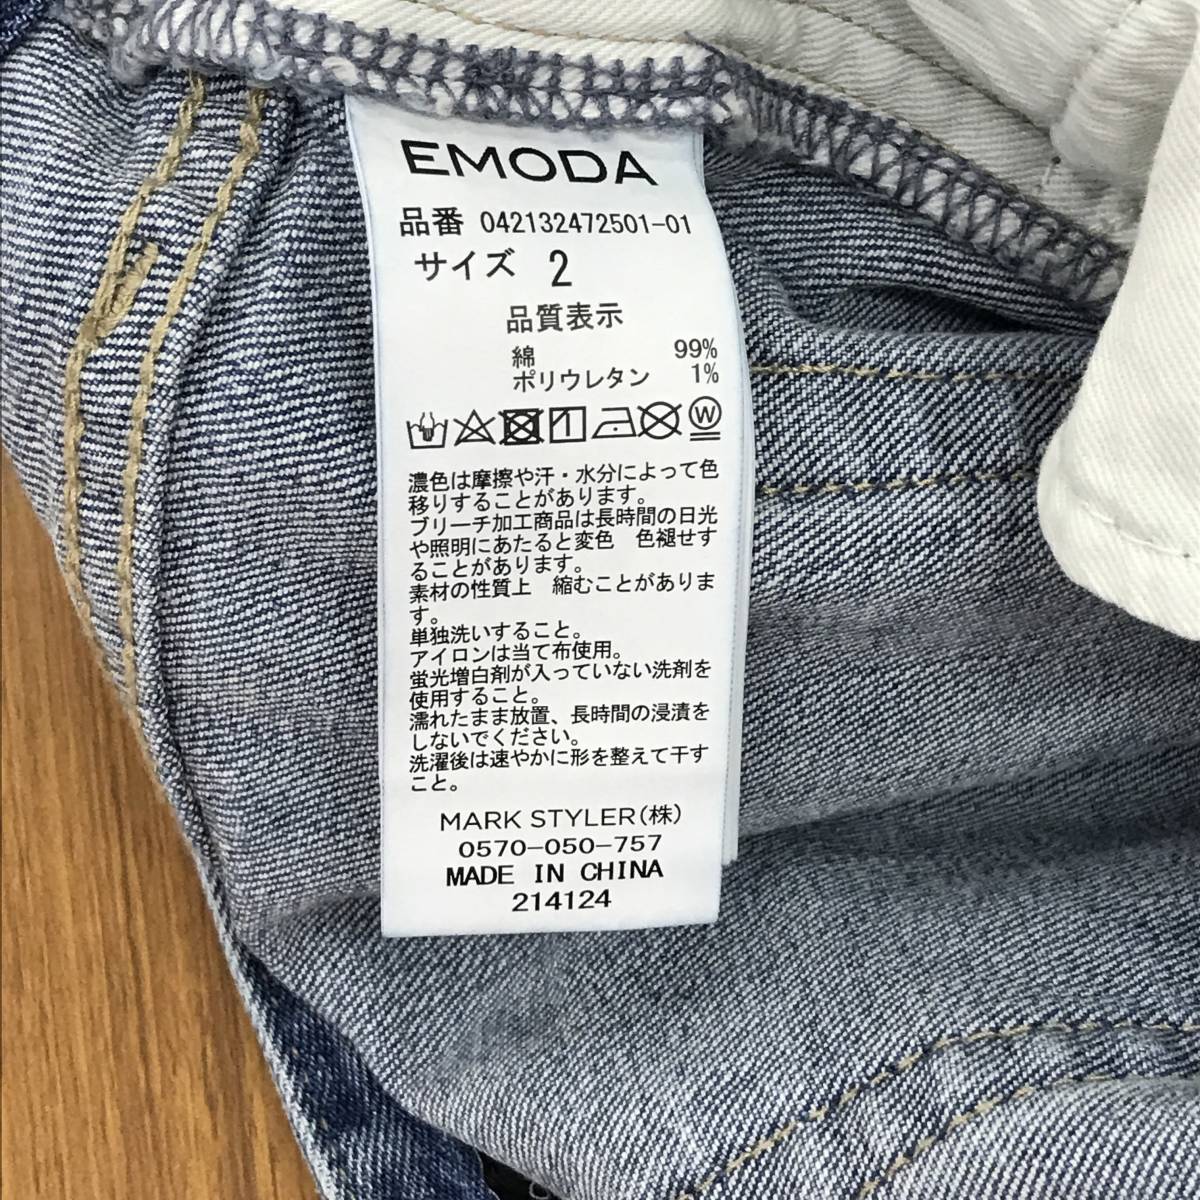 EMODA
品番 042132472501-01
サイズ 2
品質表示
綿 99%
ポリウレタン 1%
W
濃色は摩擦や汗・水分によって色
移りすることがあります。
ブリーチ加工商品は長時間の日光
や照明にあたると変色 色褪せす
ることがあります。
素材の性質上 縮むことがありま
す。
単独洗いすること。
アイロンは当て布使用。
蛍光増白剤が入っていない洗剤を
使用すること。
濡れたまま放置、長時間の浸漬を
しないでください。
洗濯後は速やかに形を整えて干す
こと。
MARK STYLER(株)
0570-050-757
MADE IN CHINA
214124